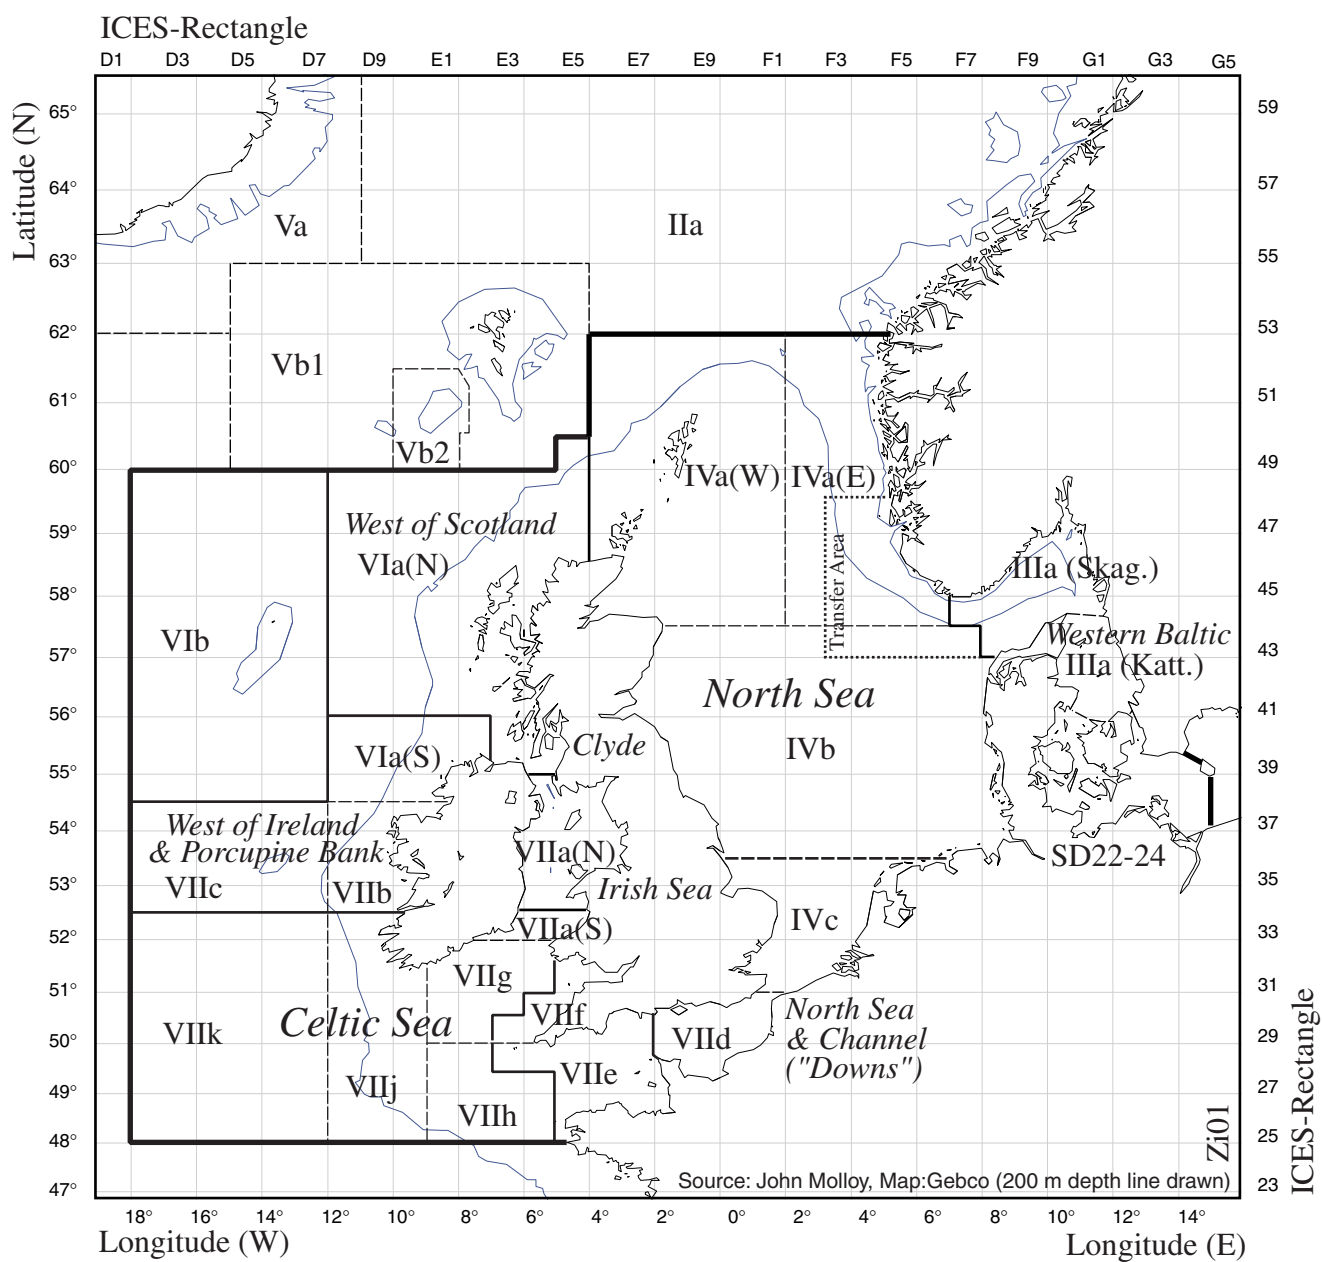 ICES-Rectangle
D1 D3 D5 D7 D9 E1 E3 E5 E7 E9 F1 F3 F5 F7 F9 G1 G3 G5
Latitude (N)
65° 59
64° 57
Va IIa
63° 55
62° 53
Vb1
61° 51
Vb2
60° 49
IVa(W) IVa(E)
West of Scotland
59° 47
VIa(N) Transfer Area IIIa (Skag.)
58° 45
VIb Western Baltic
57° 43
IIIa (Katt.)
North Sea
56° 41
VIa(S) Clyde IVb
55° 39
West of Ireland
54° 37
& Porcupine Bank VIIa(N) SD22-24
53° 35
VIIc VIIb Irish Sea
IVc
VIIa(S)
52° 33
VIIg
51° 31
North Sea
Celtic Sea VIIf
VIIk VIId & Channel
50° 29
("Downs")
VIIe
49° 27
VIIj
VIIh
48° 25
Zi01
ICES-Rectangle
Source: John Molloy, Map:Gebco (200 m depth line drawn)
47° 23
18° 16° 14° 12° 10° 8° 6° 4° 2° 0° 2° 4° 6° 8° 10° 12° 14°
Longitude (W) Longitude (E)